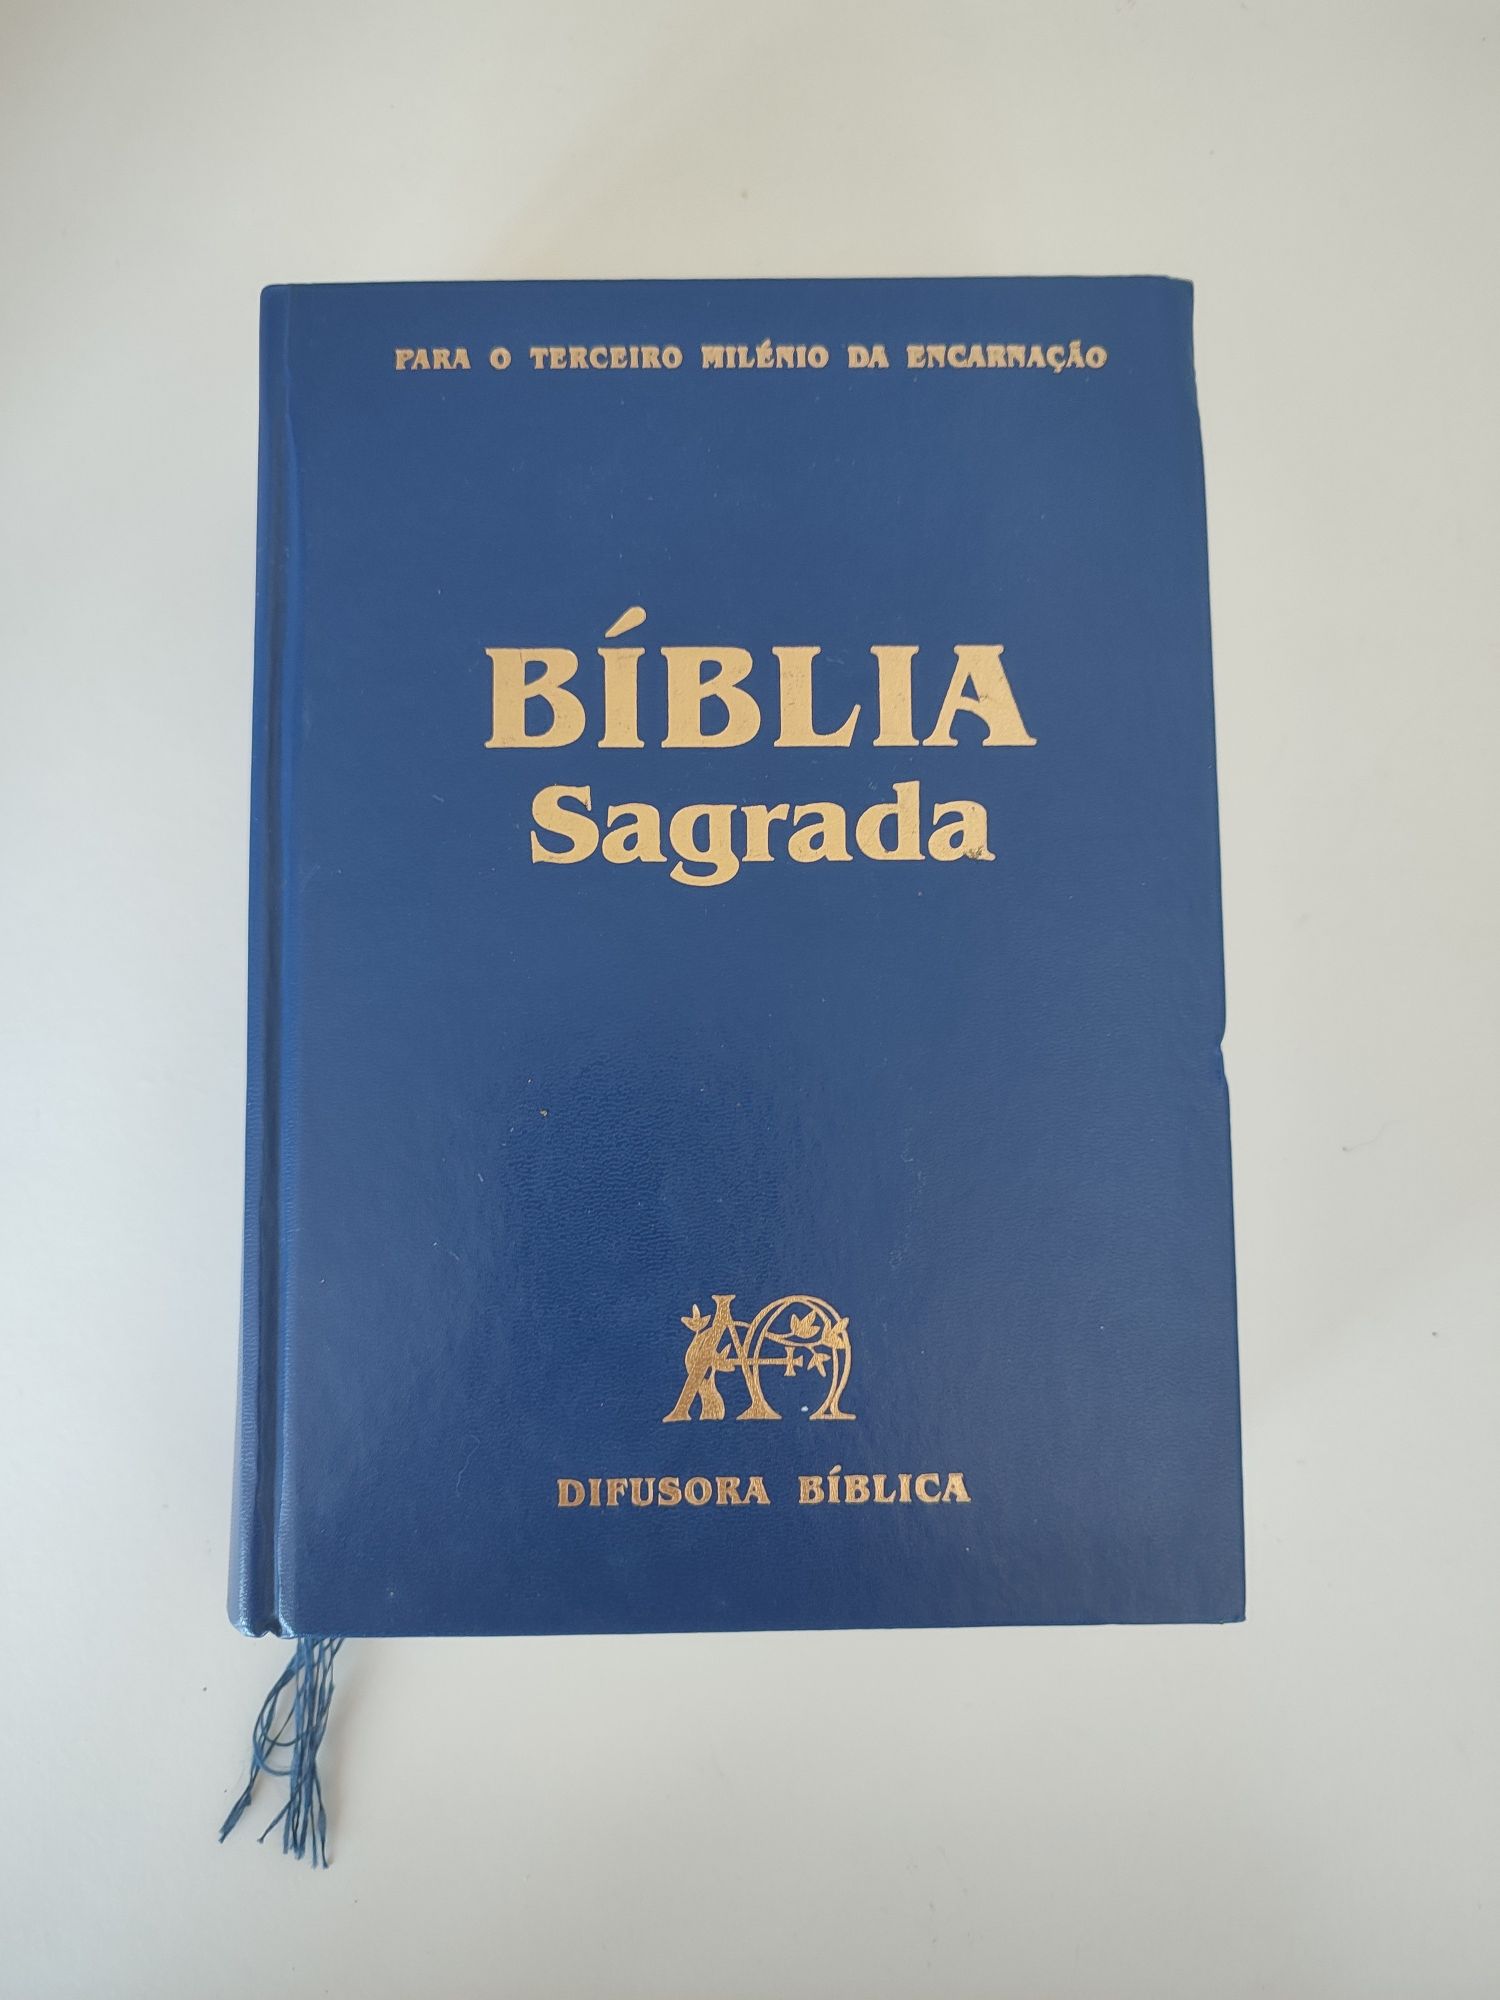 PARA O TERCEIRO MILÉNIO DA ENCARNAÇÃO
BÍBLIA
Sagrada
DIFUSORA BÍBLICA